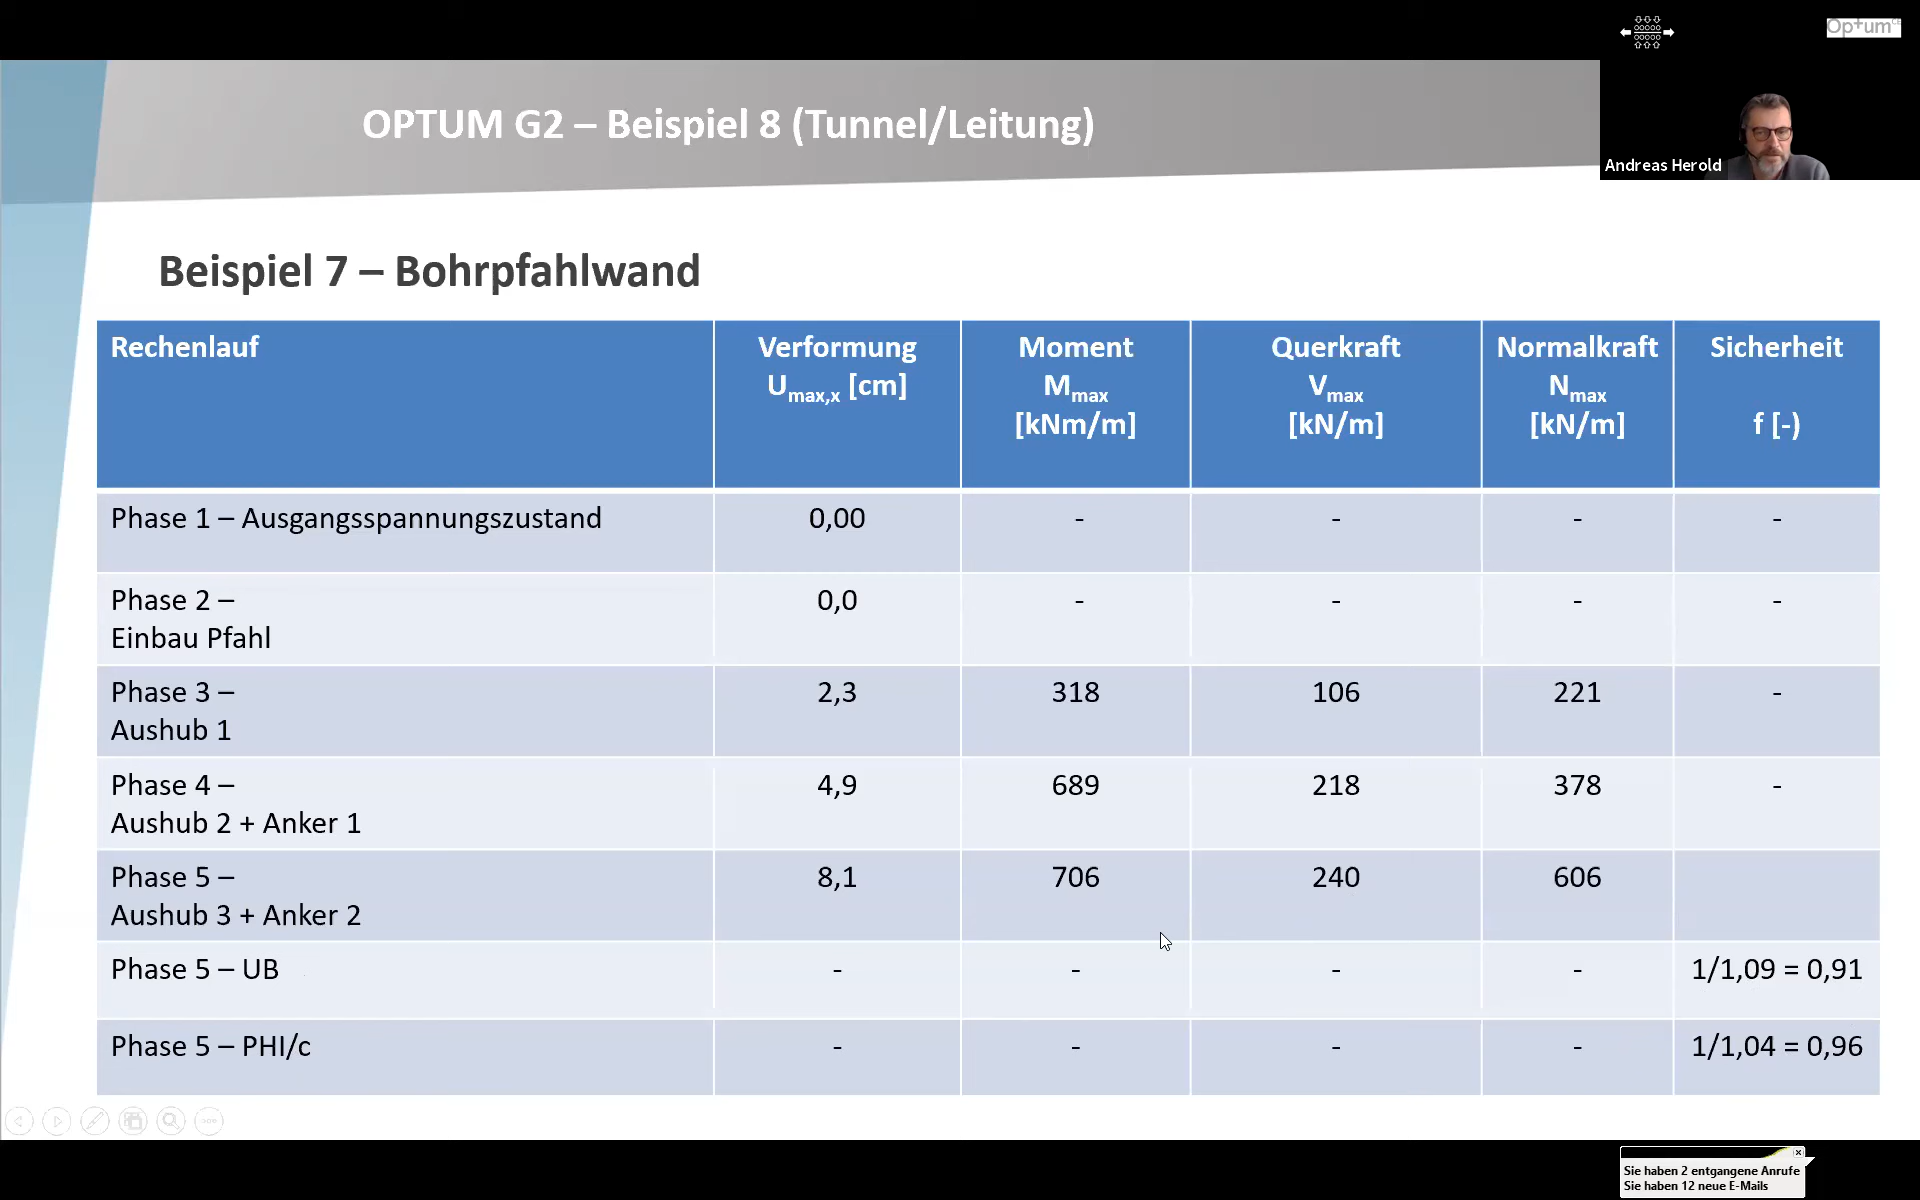 Optum
OPTUM G2 – Beispiel 8 (Tunnel/Leitung)
Andreas Herold
Beispiel 7 – Bohrpfahlwand
Rechenlauf
Verformung
Umax,x [cm]
Moment
Mmax
[kNm/m]
Querkraft
Vmax
[kN/m]
Normalkraft
Nmax
[kN/m]
Sicherheit
f [-)
Phase 1 – Ausgangsspannungszustand
0,00
-
-
-
-
Phase 2 –
Einbau Pfahl
0,0
-
-
-
-
Phase 3 –
Aushub 1
2,3
318
106
221
-
Phase 4 –
Aushub 2 + Anker 1
4,9
689
218
378
-
Phase 5 –
Aushub 3 + Anker 2
8,1
706
240
606
Phase 5 – UB
-
-
-
-
1/1,09 = 0,91
Phase 5 – PHI/c
-
-
-
-
1/1,04 = 0,96
Sie haben 2 entgangene Anrufe
Sie haben 12 neue E-Mails